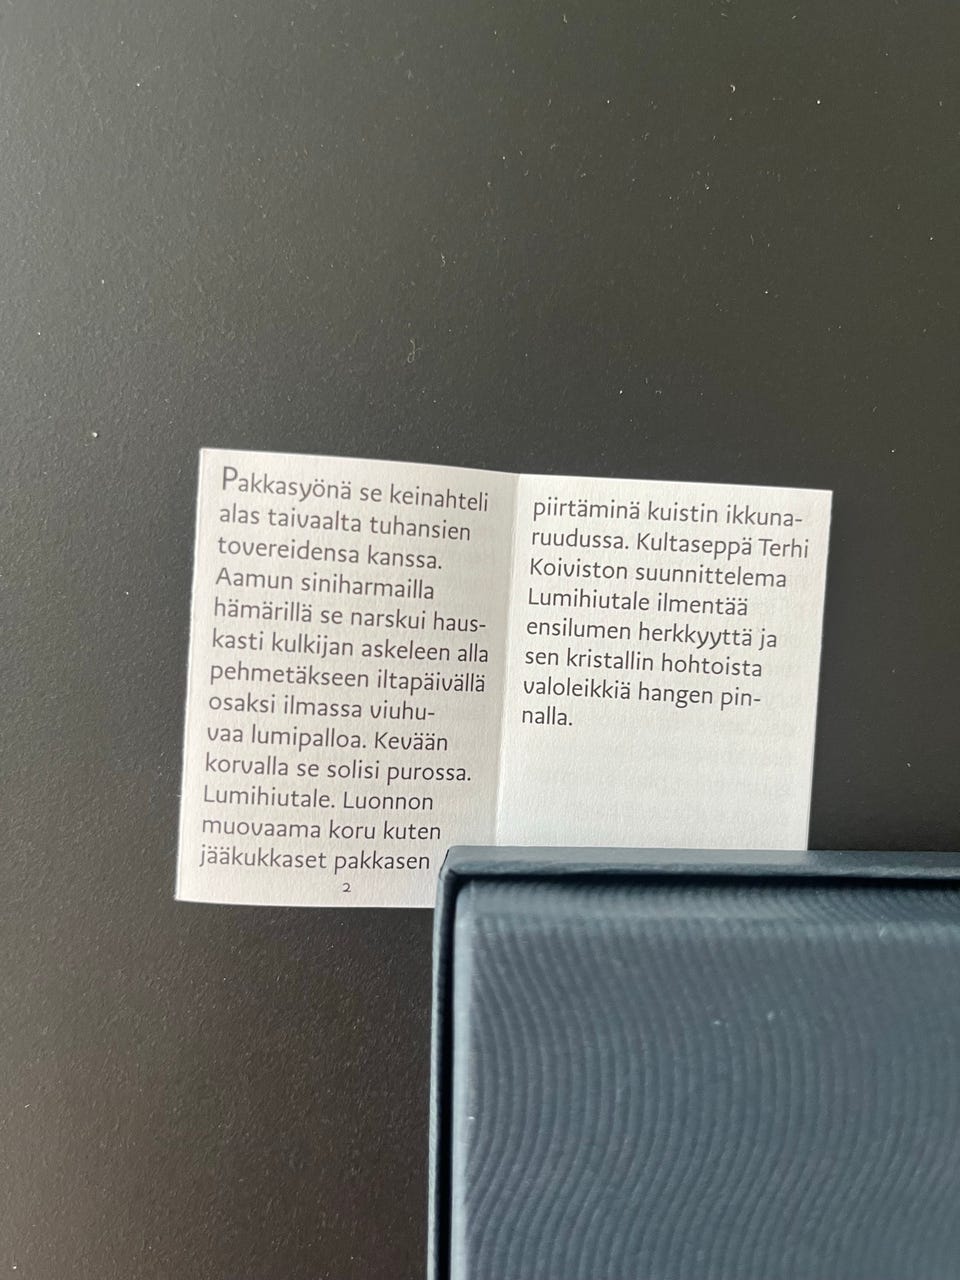 Pakkasyönä se keinahteli
alas taivaalta tuhansien
tovereidensa kanssa.
Aamun siniharmailla
hämärillä se narskui haus-
kasti kulkijan askeleen alla
pehmetäkseen iltapäivällä
osaksi ilmassa viuhu-
vaa lumipalloa. Kevään
korvalla se solisi purossa.
Lumihiutale. Luonnon
muovaama koru kuten
jääkukkaset pakkasen
2
piirtäminä kuistin ikkuna-
ruudussa. Kultaseppä Terhi
Koiviston suunnittelema
Lumihiutale ilmentää
ensilumen herkkyyttä ja
sen kristallin hohtoista
valoleikkiä hangen pin-
nalla.